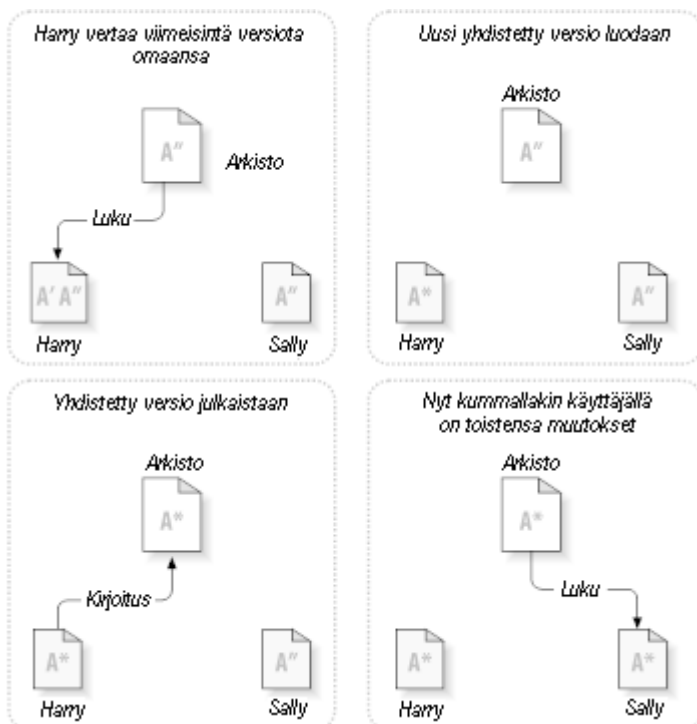 Harry vertaa viimeisintä versiota
omaansa
A"
Arkisto
Luku
A' A"
A"
Harry
Sally
Uusi yhdistetty versio luodaan
Arkisto
A"
A*
A"
Harry
Sally
Yhdistetty versio julkaistaan
Arkisto
A*
Kirjoitus
A*
A"
Harry
Sally
Nyt kummallakin käyttäjällä
on toistensa muutokset
Arkisto
A*
Luku
A*
A*
Harry
Sally